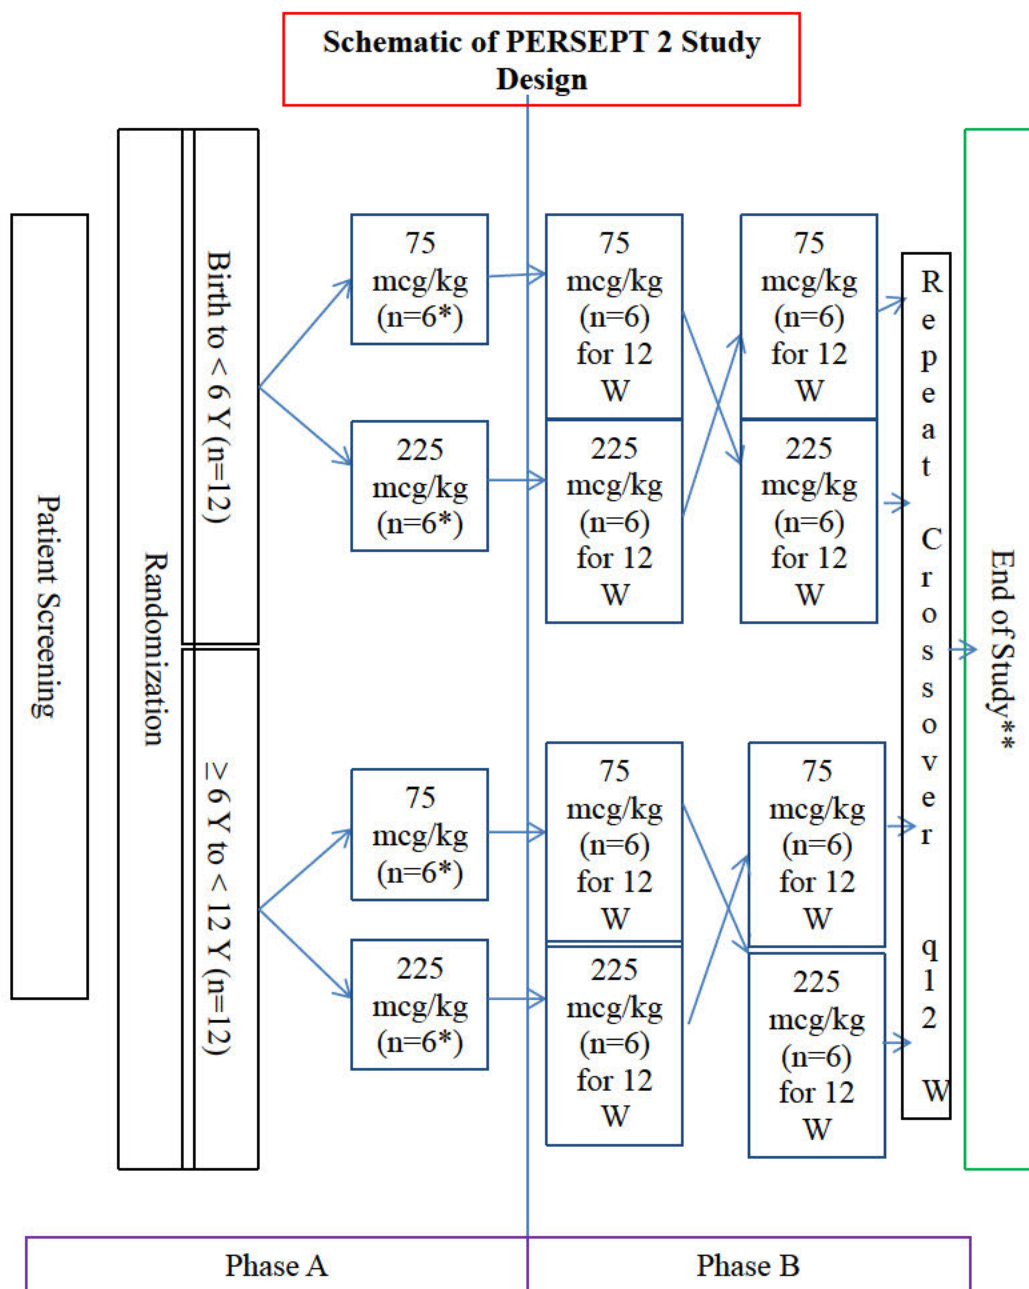 Schematic of PERSEPT 2 Study
Design
Patient Screening
Randomization
Birth to < 6 Y (n=12)
≥ 6 Y to < 12 Y (n=12)
75
mcg/kg
(n=6*)
225
mcg/kg
(n=6*)
75
mcg/kg
(n=6)
for 12
W
225
mcg/kg
(n=6)
for 12
W
75
mcg/kg
(n=6)
for 12
W
225
mcg/kg
(n=6)
for 12
W
75
mcg/kg
(n=6*)
225
mcg/kg
(n=6*)
75
mcg/kg
(n=6)
for 12
W
225
mcg/kg
(n=6)
for 12
W
75
mcg/kg
(n=6)
for 12
W
225
mcg/kg
(n=6)
for 12
W
Repeat Crossover q12 W
End of Study**
Phase A
Phase B